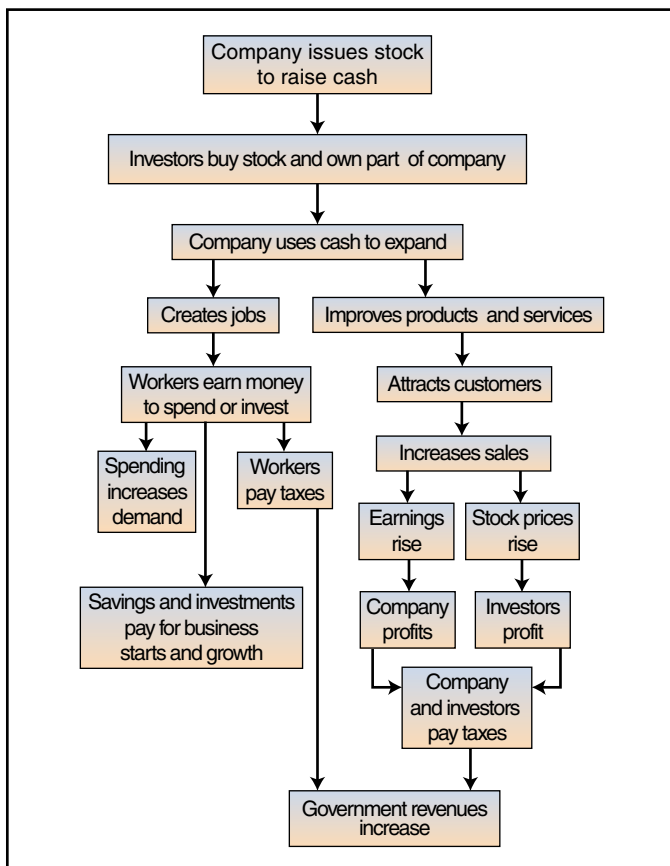 Company issues stock
to raise cash
Investors buy stock and own part of company
Company uses cash to expand
Creates jobs
Improves products and services
Workers earn money
to spend or invest
Attracts customers
Spending
increases
demand
Workers
pay taxes
Increases sales
Earnings
rise
Stock prices
rise
Savings and investments
pay for business
starts and growth
Company
profits
Investors
profit
Company
and investors
pay taxes
Government revenues
increase